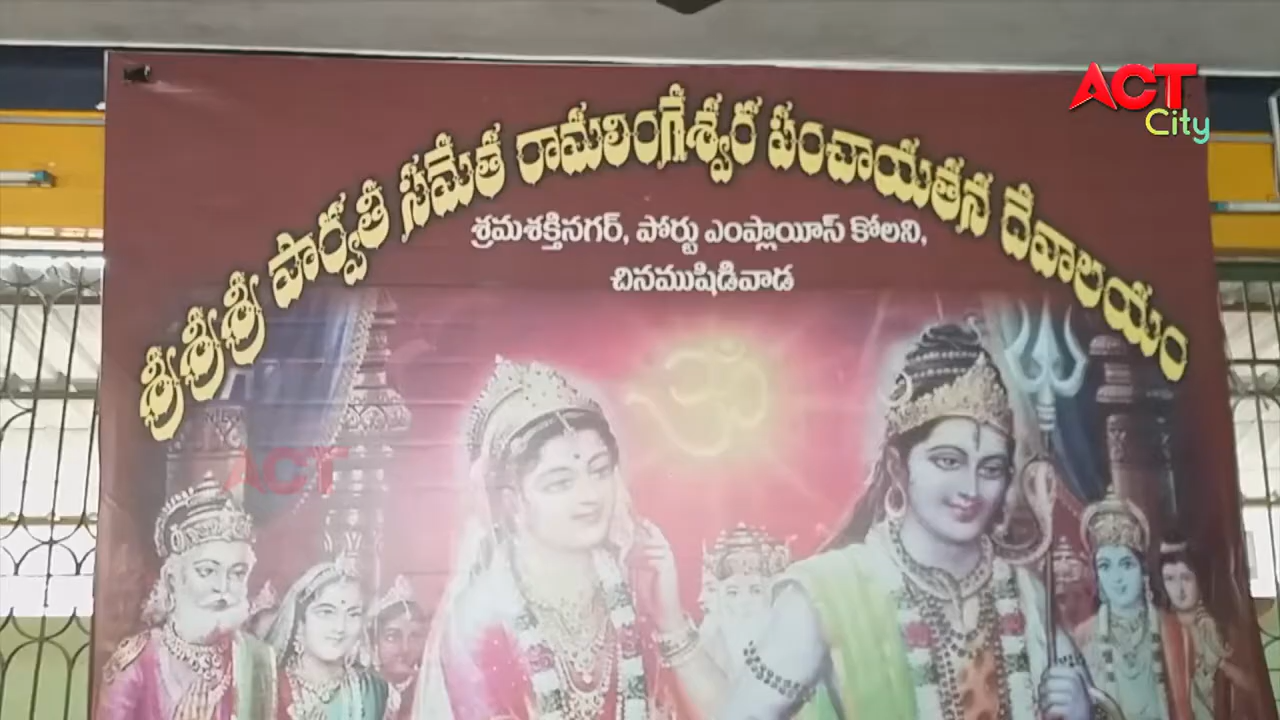 ACT
City
శ్రీశ్రీశ్రీ పార్వతీ సమేత రామలింగేశ్వర పంచాయతన దేవాలయం
శ్రమశక్తినగర్, పోర్టు ఎంప్లాయీస్ కోలని,
చినముషిడివాడ
ॐ
ACT